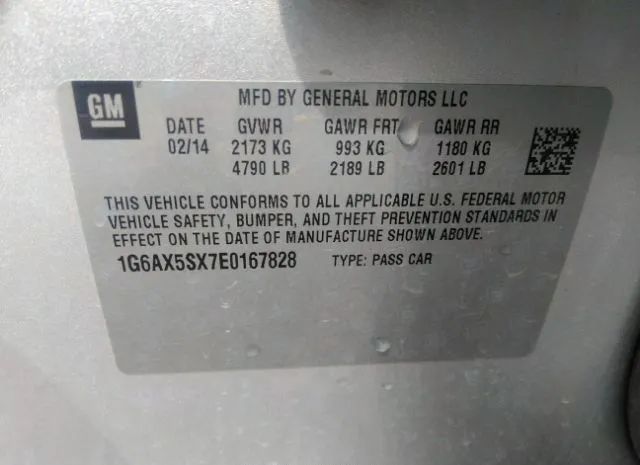 GM
MFD BY GENERAL MOTORS LLC
DATE GVWR GAWR FRT GAWR RR
02/14 2173 KG 993 KG 1180 KG
4790 LB 2189 LB 2601 LB
THIS VEHICLE CONFORMS TO ALL APPLICABLE U.S. FEDERAL MOTOR
VEHICLE SAFETY, BUMPER, AND THEFT PREVENTION STANDARDS IN
EFFECT ON THE DATE OF MANUFACTURE SHOWN ABOVE.
1G6AX5SX7E0167828 TYPE: PASS CAR